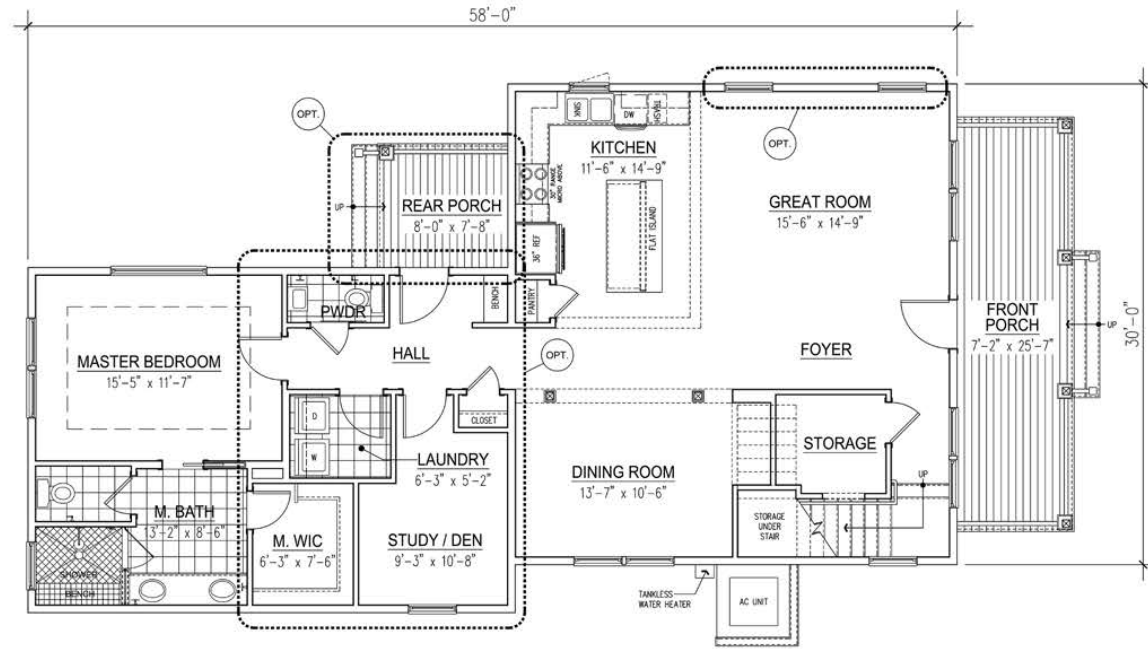 58'-0"
OPT.
SINK
DW
TRASH
OPT.
KITCHEN
11'-6" x 14'-9"
30" RANGE
MICRO ABOVE
REAR PORCH
8'-0" x 7'-8"
UP
FLAT ISLAND
GREAT ROOM
15'-6" x 14'-9"
36" REF
PWDR
BENCH
PANTRY
FRONT
PORCH
7'-2" x 25'-7"
UP
30'-0"
HALL
OPT.
FOYER
MASTER BEDROOM
15'-5" x 11'-7"
D
W
CLOSET
STORAGE
LAUNDRY
6'-3" x 5'-2"
DINING ROOM
13'-7" x 10'-6"
UP
M. BATH
13'-2" x 8'-6"
STORAGE
UNDER
STAIR
M. WIC
6'-3" x 7'-6"
STUDY / DEN
9'-3" x 10'-8"
SHOWER
BENCH
TANKLESS
WATER HEATER
AC UNIT